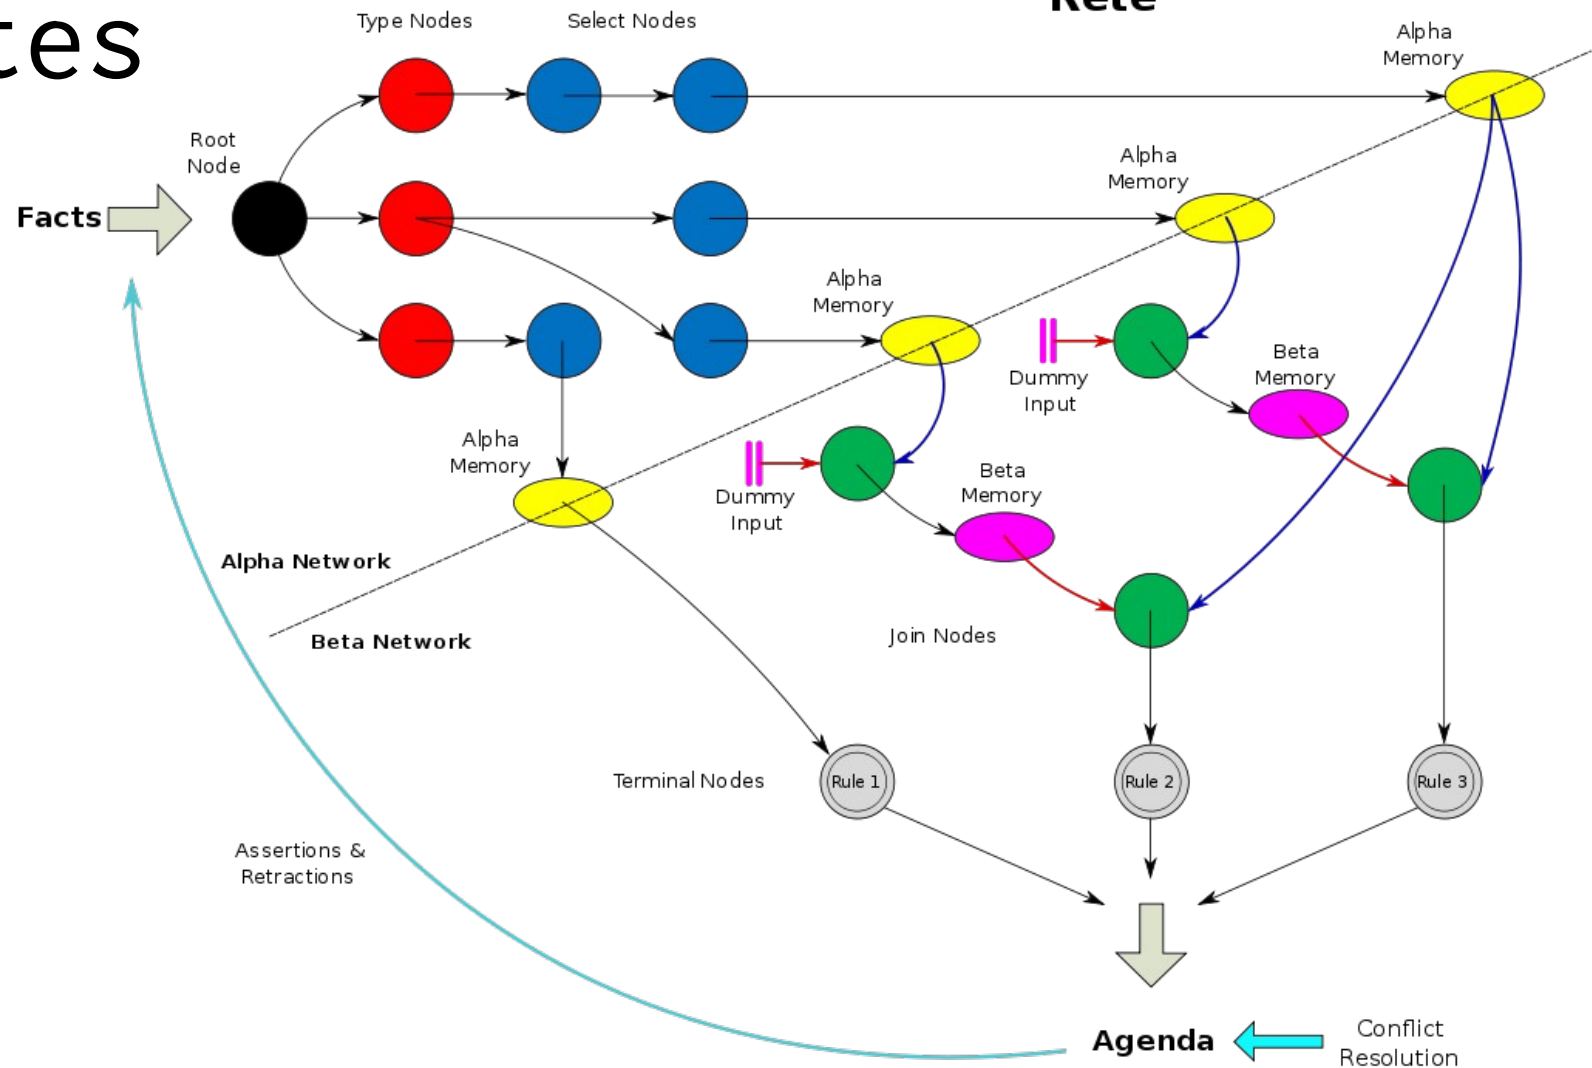 tes
Rete
Type Nodes
Select Nodes
Alpha
Memory
Root
Node
Alpha
Memory
Facts
Alpha
Memory
Dummy
Input
Beta
Memory
Alpha
Memory
Dummy
Input
Beta
Memory
Alpha Network
Beta Network
Join Nodes
Terminal Nodes
Rule 1
Rule 2
Rule 3
Assertions &
Retractions
Agenda
Conflict
Resolution